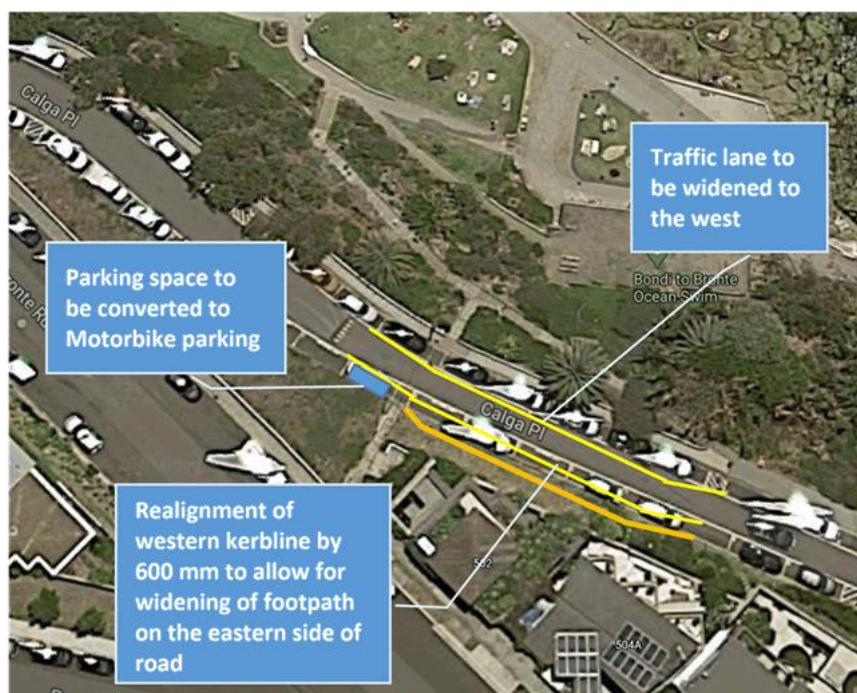 Calga Pl
Traffic lane to
be widened to
the west
Parking space to
be converted to
Motorbike parking
Bondi to Bronte
Ocean Swim
onte R
Calga Pl
Realignment of
western kerbline by
600 mm to allow for
widening of footpath
on the eastern side of
road
502
504A